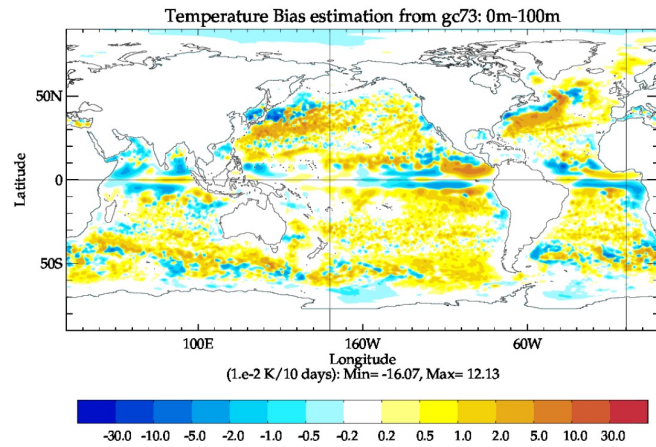 Temperature Bias estimation from gc73: 0m-100m
50N
0
50S
Latitude
100E 160W 60W
Longitude
(1.e-2 K/10 days): Min= -16.07, Max= 12.13
-30.0 -10.0 -5.0 -2.0 -1.0 -0.5 -0.2 0.2 0.5 1.0 2.0 5.0 10.0 30.0